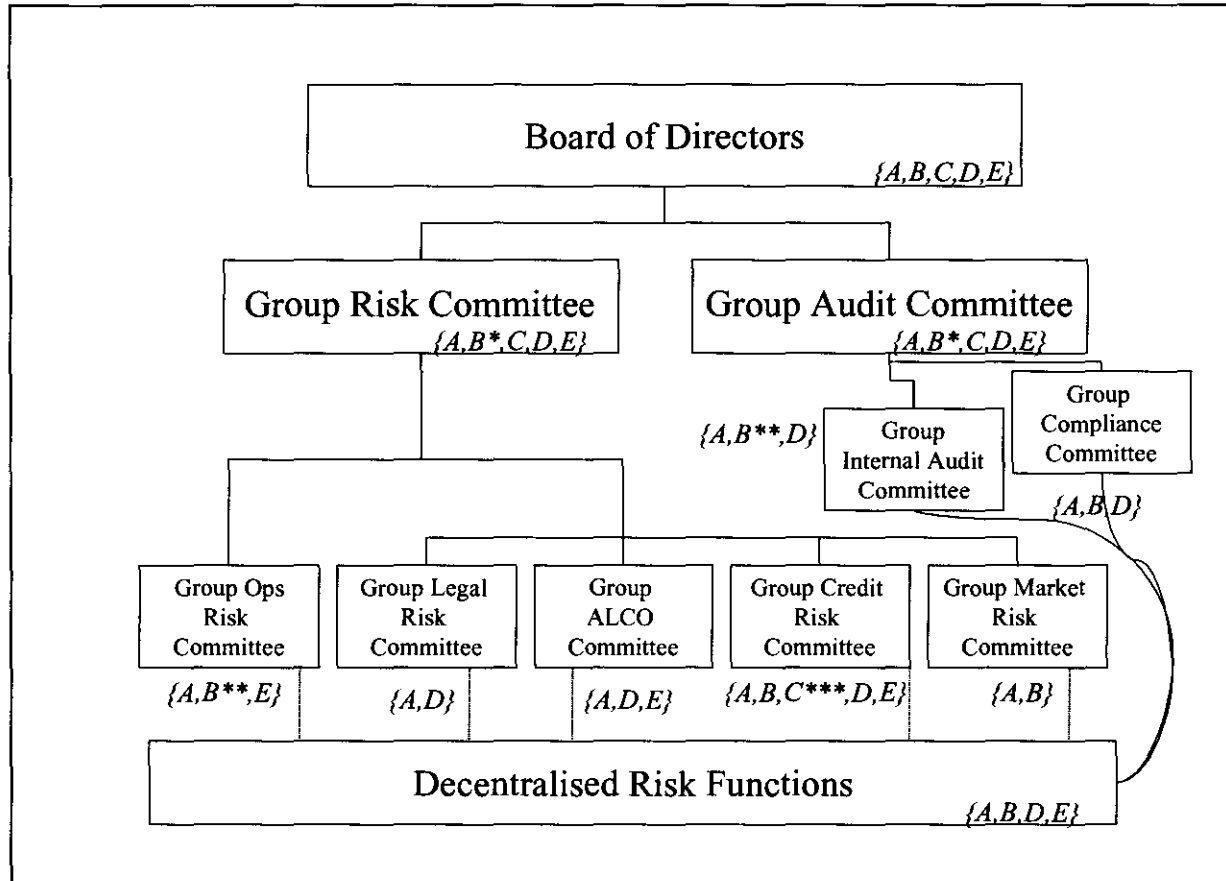 Board of Directors
{A,B,C,D,E}
Group Risk Committee
{A,B*,C,D,E}
Group Audit Committee
{A,B*,C,D,E}
{A,B**,D}
Group
Internal Audit
Committee
Group
Compliance
Committee
{A,B,D}
Group Ops
Risk
Committee
{A,B**,E}
Group Legal
Risk
Committee
{A,D}
Group
ALCO
Committee
{A,D,E}
Group Credit
Risk
Committee
{A,B,C***,D,E}
Group Market
Risk
Committee
{A,B}
Decentralised Risk Functions
{A,B,D,E}